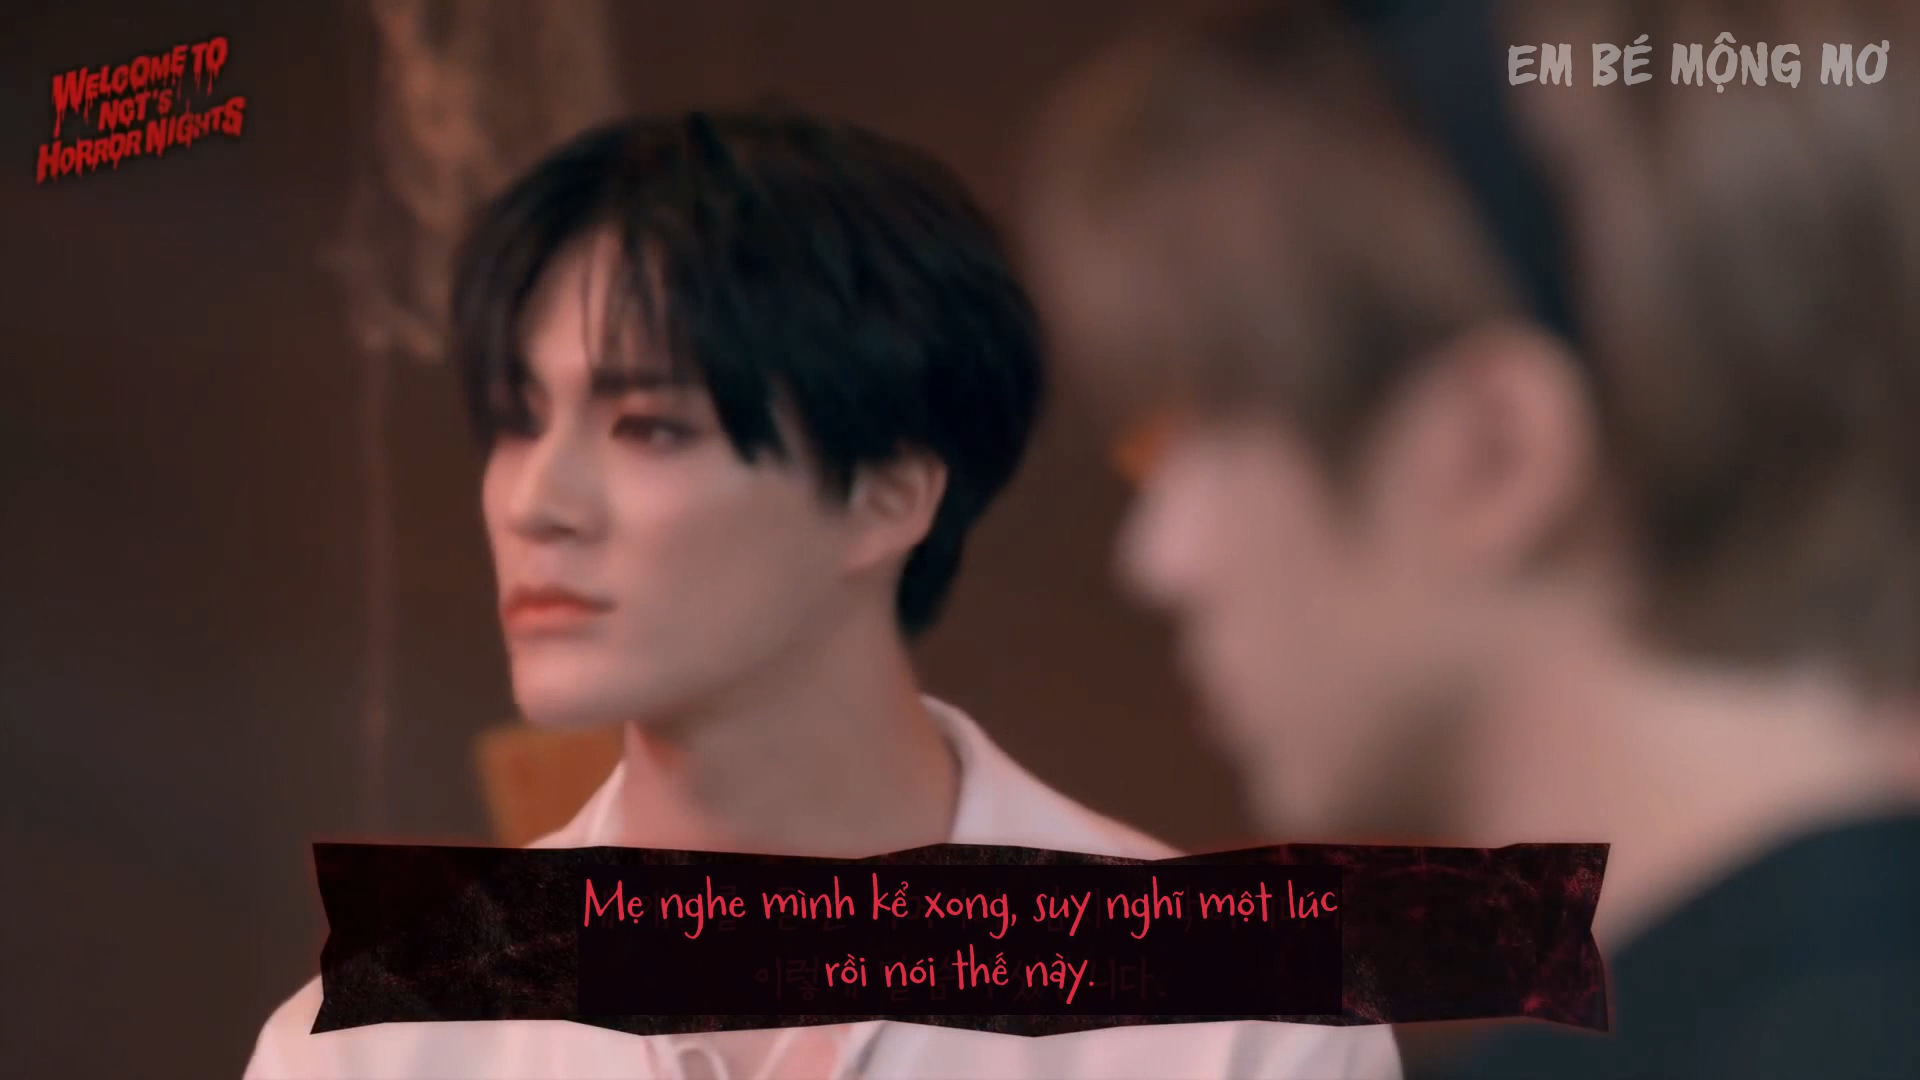 WELCOME TO
NCT'S
HORROR NIGHTS
EM BÉ MỘNG MƠ
Mẹ nghe mình kể xong, suy nghĩ một lúc
rồi nói thế này.